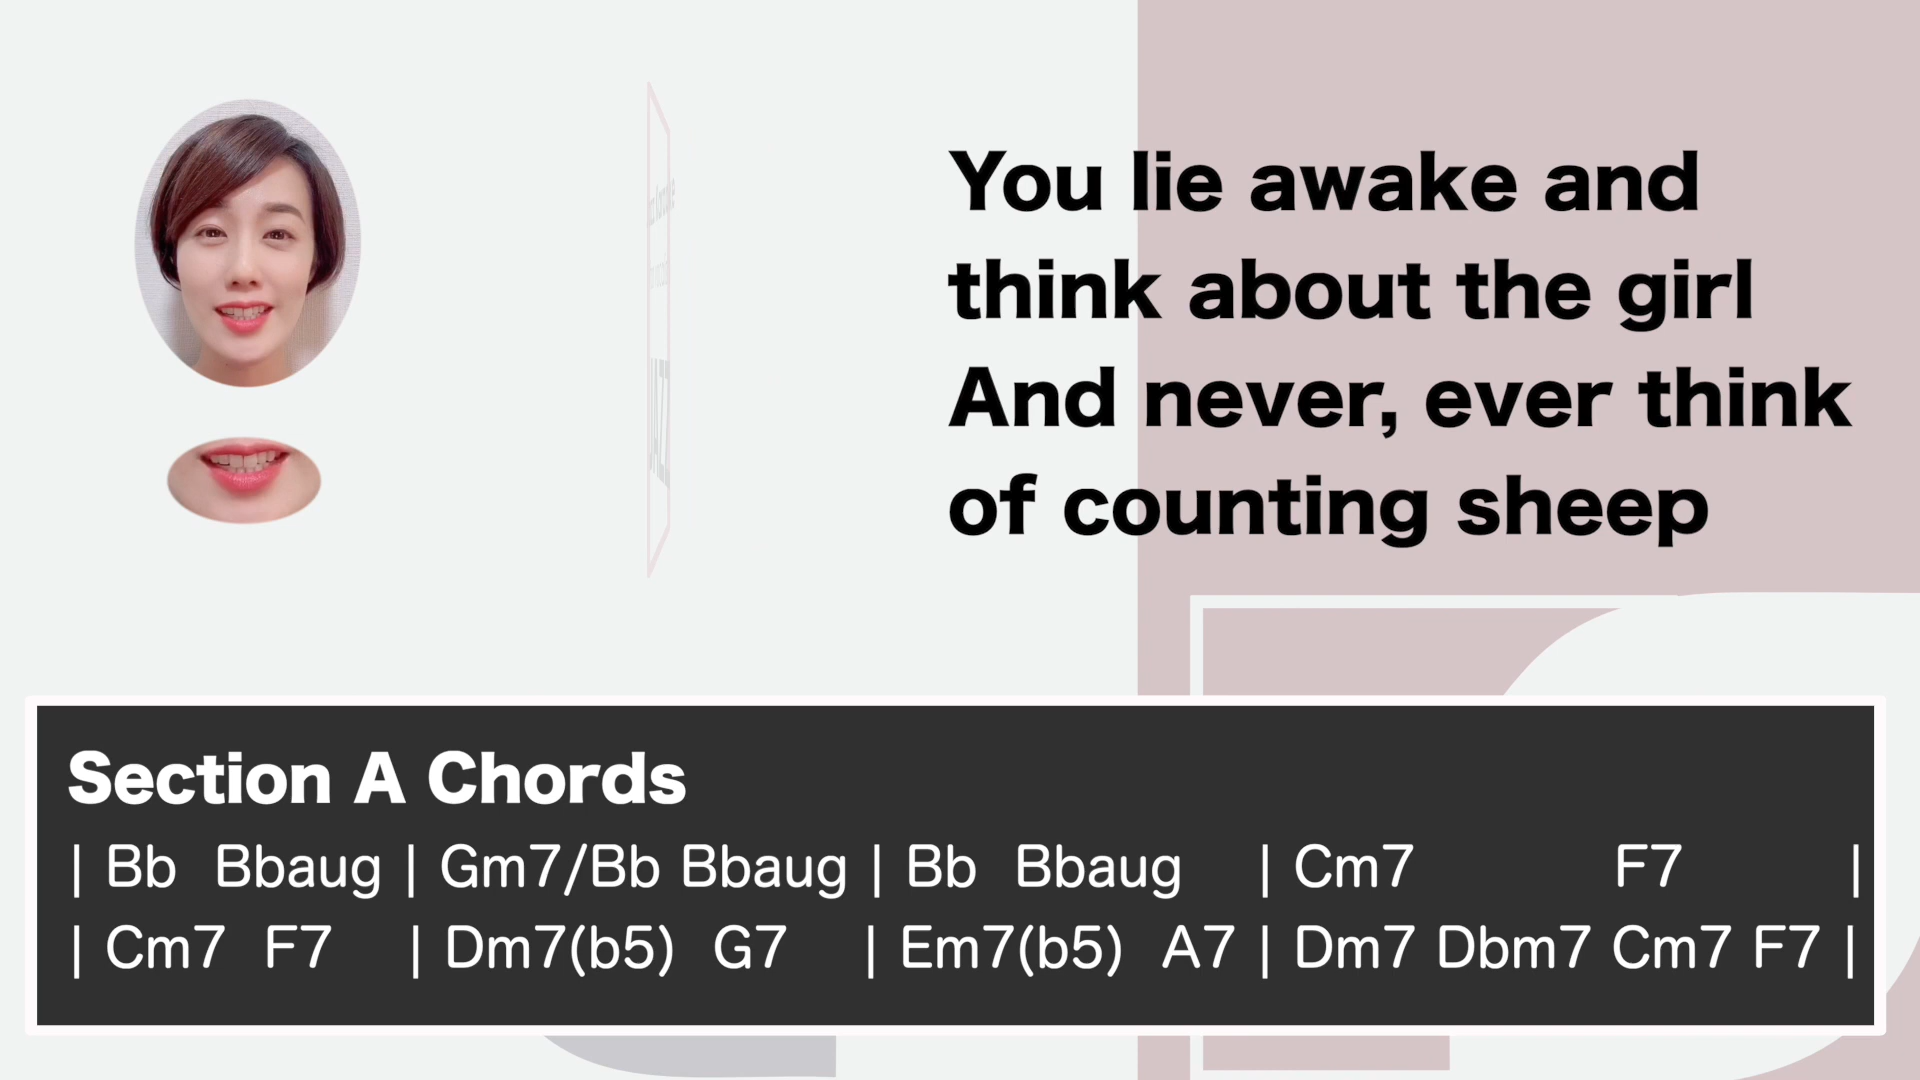 You lie awake and
think about the girl
And never, ever think
of counting sheep
JAZZ
Section A Chords
| Bb Bbaug | Gm7/Bb Bbaug | Bb Bbaug | Cm7 F7 |
| Cm7 F7 | Dm7(b5) G7 | Em7(b5) A7 | Dm7 Dbm7 Cm7 F7 |